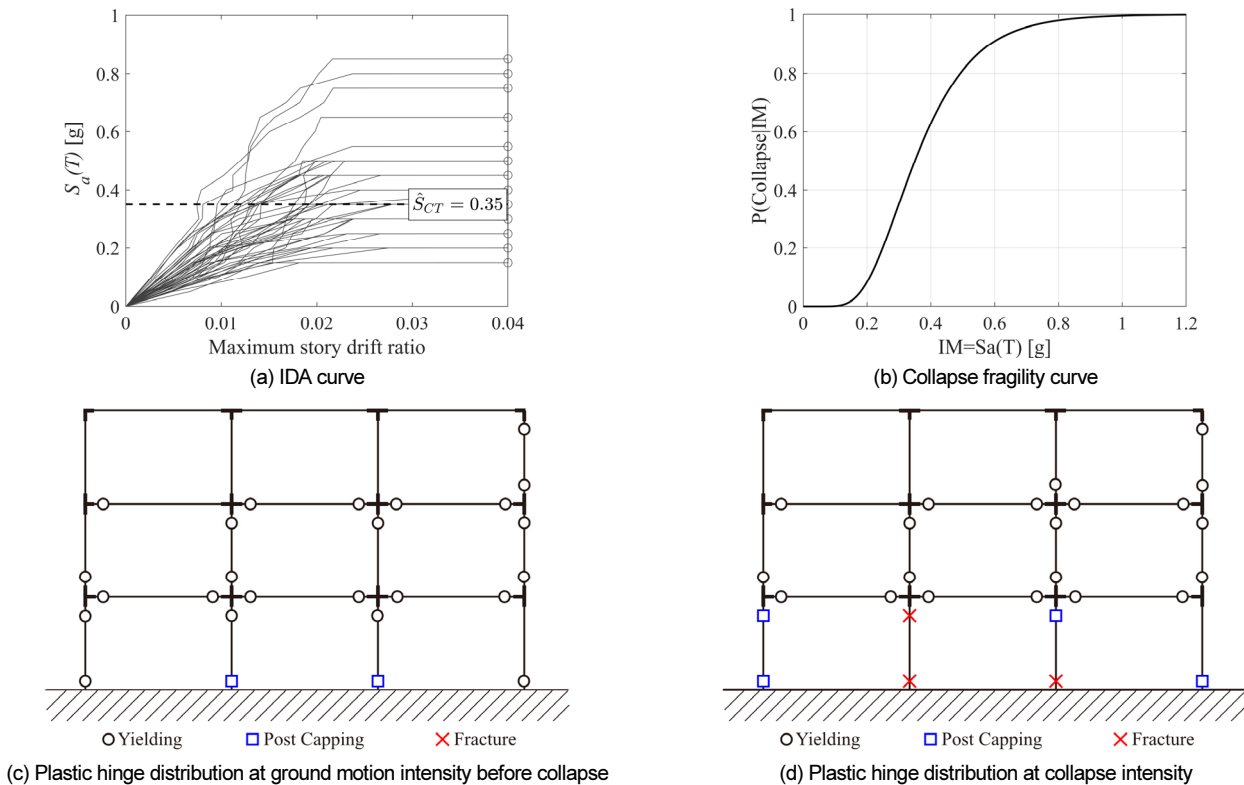 1
0.8
0.6
0.4
0.2
0
S_a(T) [g]
Ŝ_CT = 0.35
0 0.01 0.02 0.03 0.04
Maximum story drift ratio
(a) IDA curve
1
0.8
0.6
0.4
0.2
0
P(Collapse|IM)
0 0.2 0.4 0.6 0.8 1 1.2
IM=Sa(T) [g]
(b) Collapse fragility curve
Yielding Post Capping Fracture
(c) Plastic hinge distribution at ground motion intensity before collapse
Yielding Post Capping Fracture
(d) Plastic hinge distribution at collapse intensity